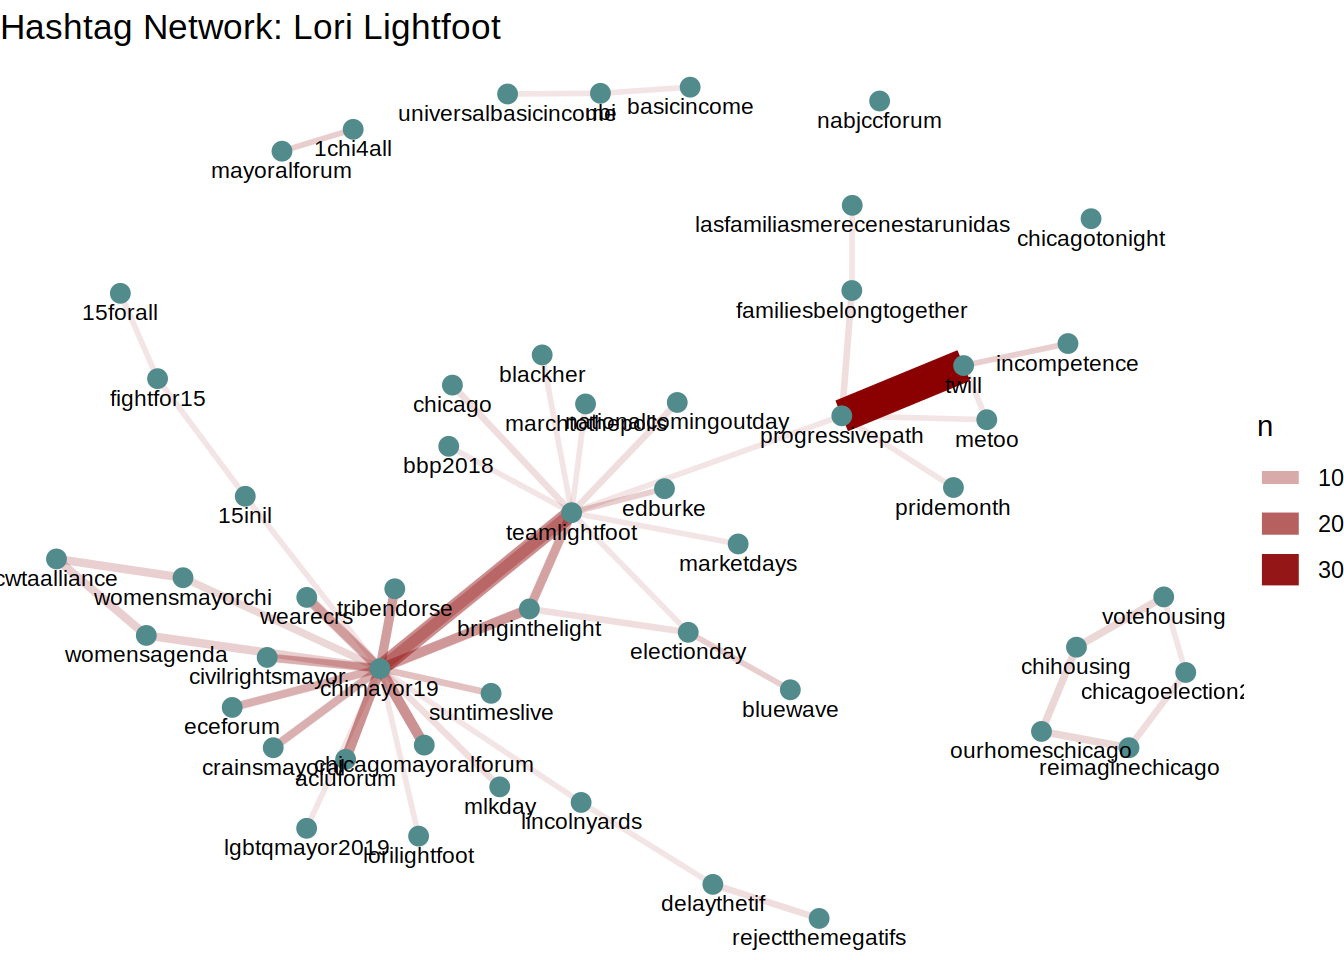 Hashtag Network: Lori Lightfoot
universalbasicincome
ubi
basicincome
nabjccforum
1chi4all
mayoralforum
lasfamiliasmerecenestarunidas
chicagotonight
15forall
familiesbelongtogether
blackher
incompetence
twill
fightfor15
chicago
marchtothepolls
nationalcomingoutday
progressivepath
metoo
n
bbp2018
10
edburke
pridemonth
15inil
20
teamlightfoot
marketdays
30
cwtaalliance
womensmayorchi
wearecrs
tribendorse
bringinthelight
votehousing
womensagenda
electionday
chihousing
civilrightsmayor
chimayor19
chicagoelection2
suntimeslive
bluewave
eceforum
ourhomeschicago
crainsmayoral
chicagomayoralforum
reimaginechicago
acluforum
mlkday
lincolnyards
lgbtqmayor2019
lorilightfoot
delaythetif
rejectthemegatifs